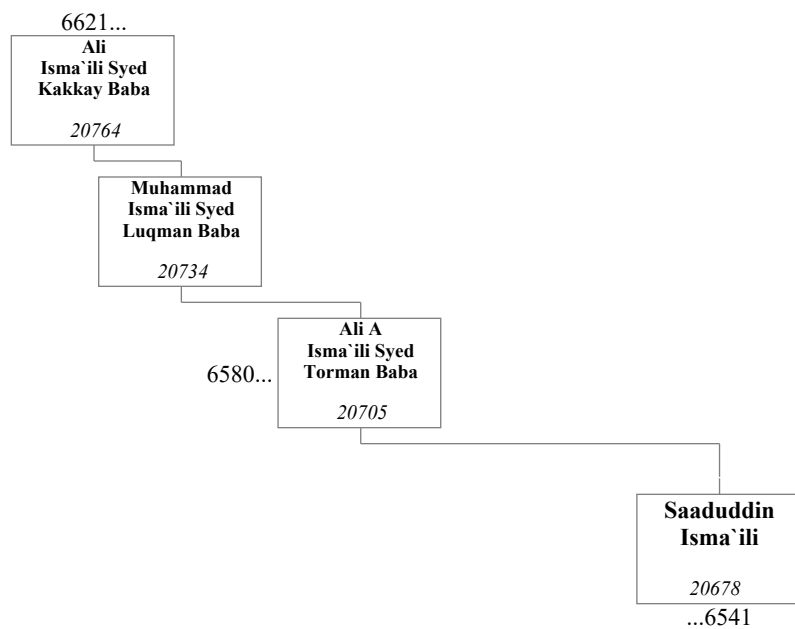 6621...
Ali
Isma`ili Syed
Kakkay Baba
20764
Muhammad
Isma`ili Syed
Luqman Baba
20734
Ali A
Isma`ili Syed
Torman Baba
6580...
20705
Saaduddin
Isma`ili
20678
...6541